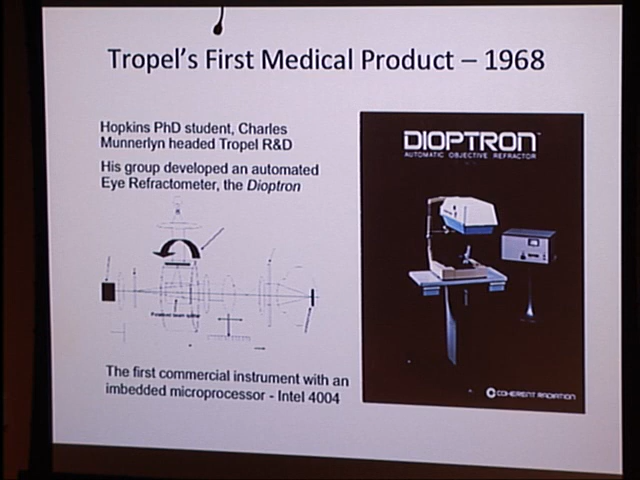 Tropel's First Medical Product – 1968
Hopkins PhD student, Charles
Munnerlyn headed Tropel R&D
His group developed an automated
Eye Refractometer, the Dioptron
DIOPTRON™
AUTOMATIC OBJECTIVE REFRACTOR
The first commercial instrument with an
imbedded microprocessor - Intel 4004
COHERENT RADIATION